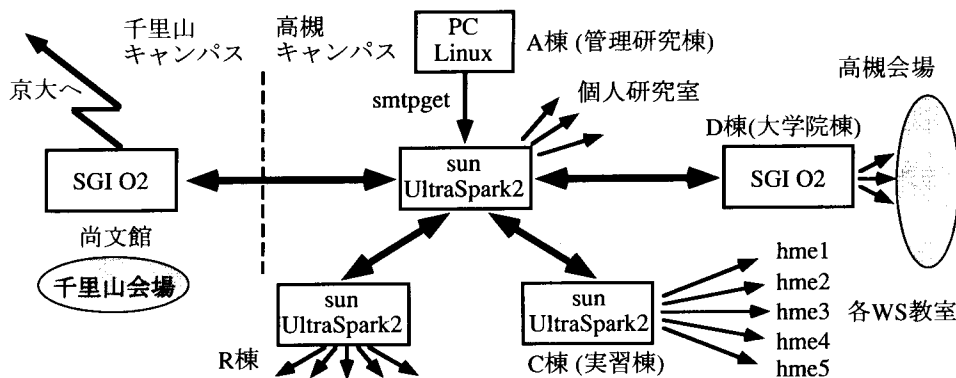 千里山
キャンパス
高槻
キャンパス
PC
Linux
A棟 (管理研究棟)
京大へ
smtpget
個人研究室
高槻会場
D棟(大学院棟)
SGI O2
sun
UltraSpark2
SGI O2
尚文館
千里山会場
sun
UltraSpark2
R棟
sun
UltraSpark2
C棟 (実習棟)
hme1
hme2
hme3
hme4
hme5
各WS教室